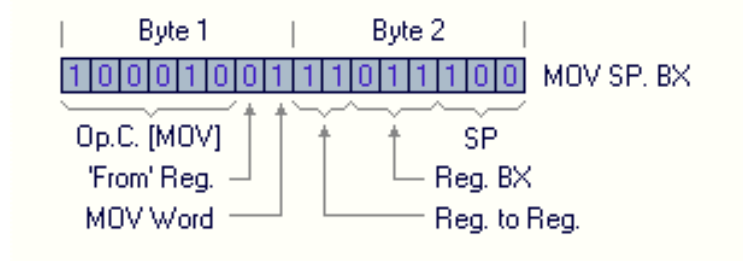 Byte 1 Byte 2
1 0 0 0 1 0 0 1 1 1 0 1 1 1 0 0 MOV SP. BX
Op.C. [MOV] SP
'From' Reg. Reg. BX
MOV Word Reg. to Reg.